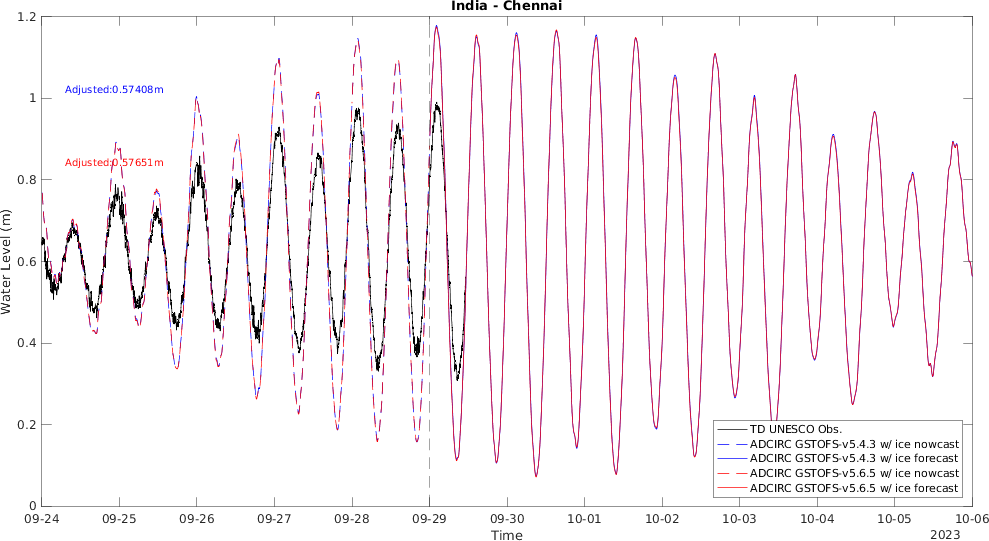 India - Chennai
Water Level (m)
1.2
1
0.8
0.6
0.4
0.2
0
Adjusted:0.57408m
Adjusted:0.57651m
TD UNESCO Obs.
ADCIRC GSTOFS-v5.4.3 w/ ice nowcast
ADCIRC GSTOFS-v5.4.3 w/ ice forecast
ADCIRC GSTOFS-v5.6.5 w/ ice nowcast
ADCIRC GSTOFS-v5.6.5 w/ ice forecast
09-24 09-25 09-26 09-27 09-28 09-29 09-30 10-01 10-02 10-03 10-04 10-05 10-06
Time
2023